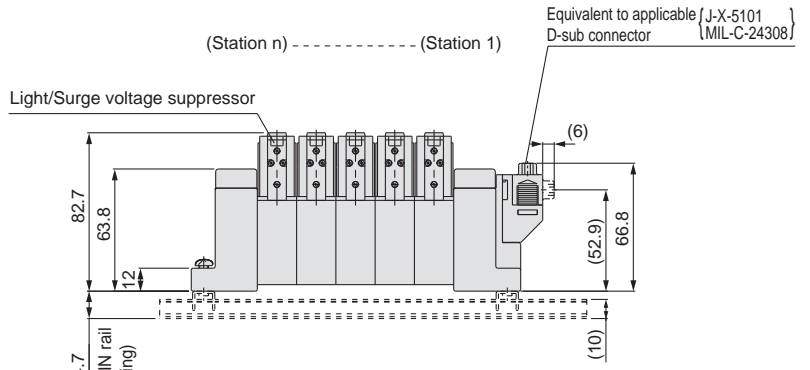 Equivalent to applicable {J-X-5101
D-sub connector {MIL-C-24308}
(Station n) ---------- (Station 1)
Light/Surge voltage suppressor
(6)
82.7
63.8
12
(52.9)
66.8
(10)